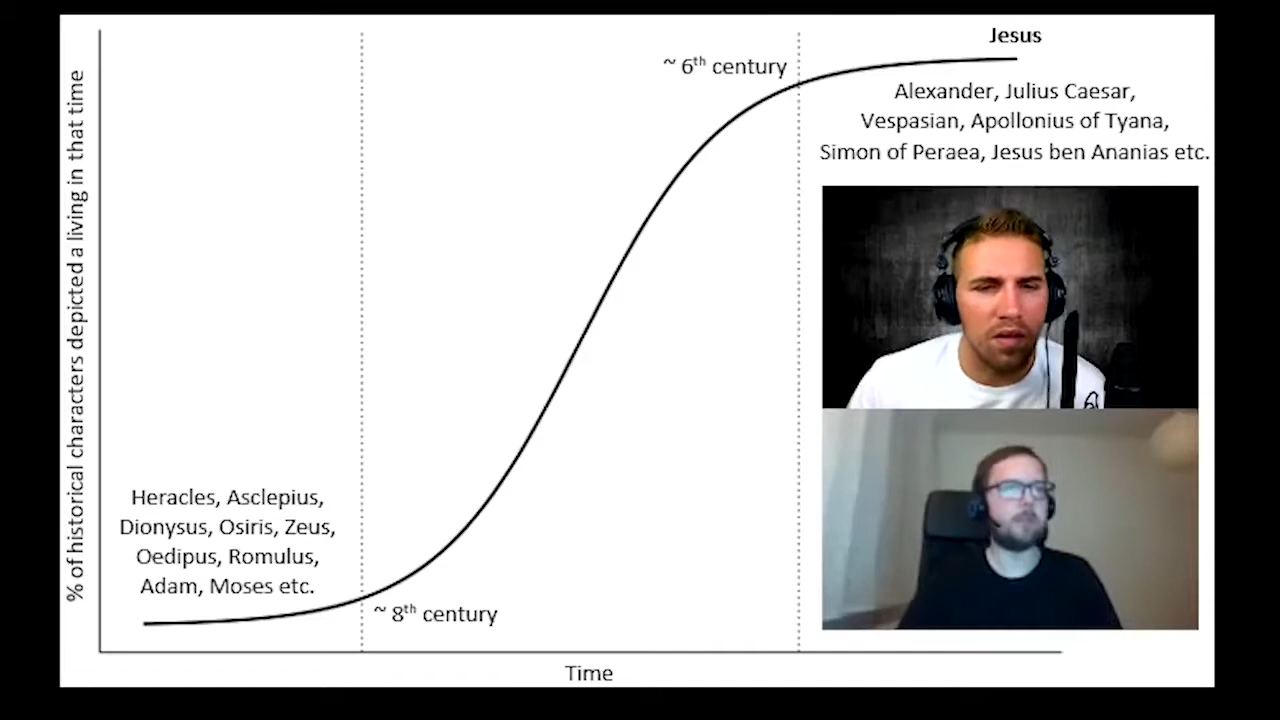 Jesus
~ 6th century
Alexander, Julius Caesar,
Vespasian, Apollonius of Tyana,
Simon of Peraea, Jesus ben Ananias etc.
% of historical characters depicted a living in that time
Heracles, Asclepius,
Dionysus, Osiris, Zeus,
Oedipus, Romulus,
Adam, Moses etc.
~ 8th century
Time